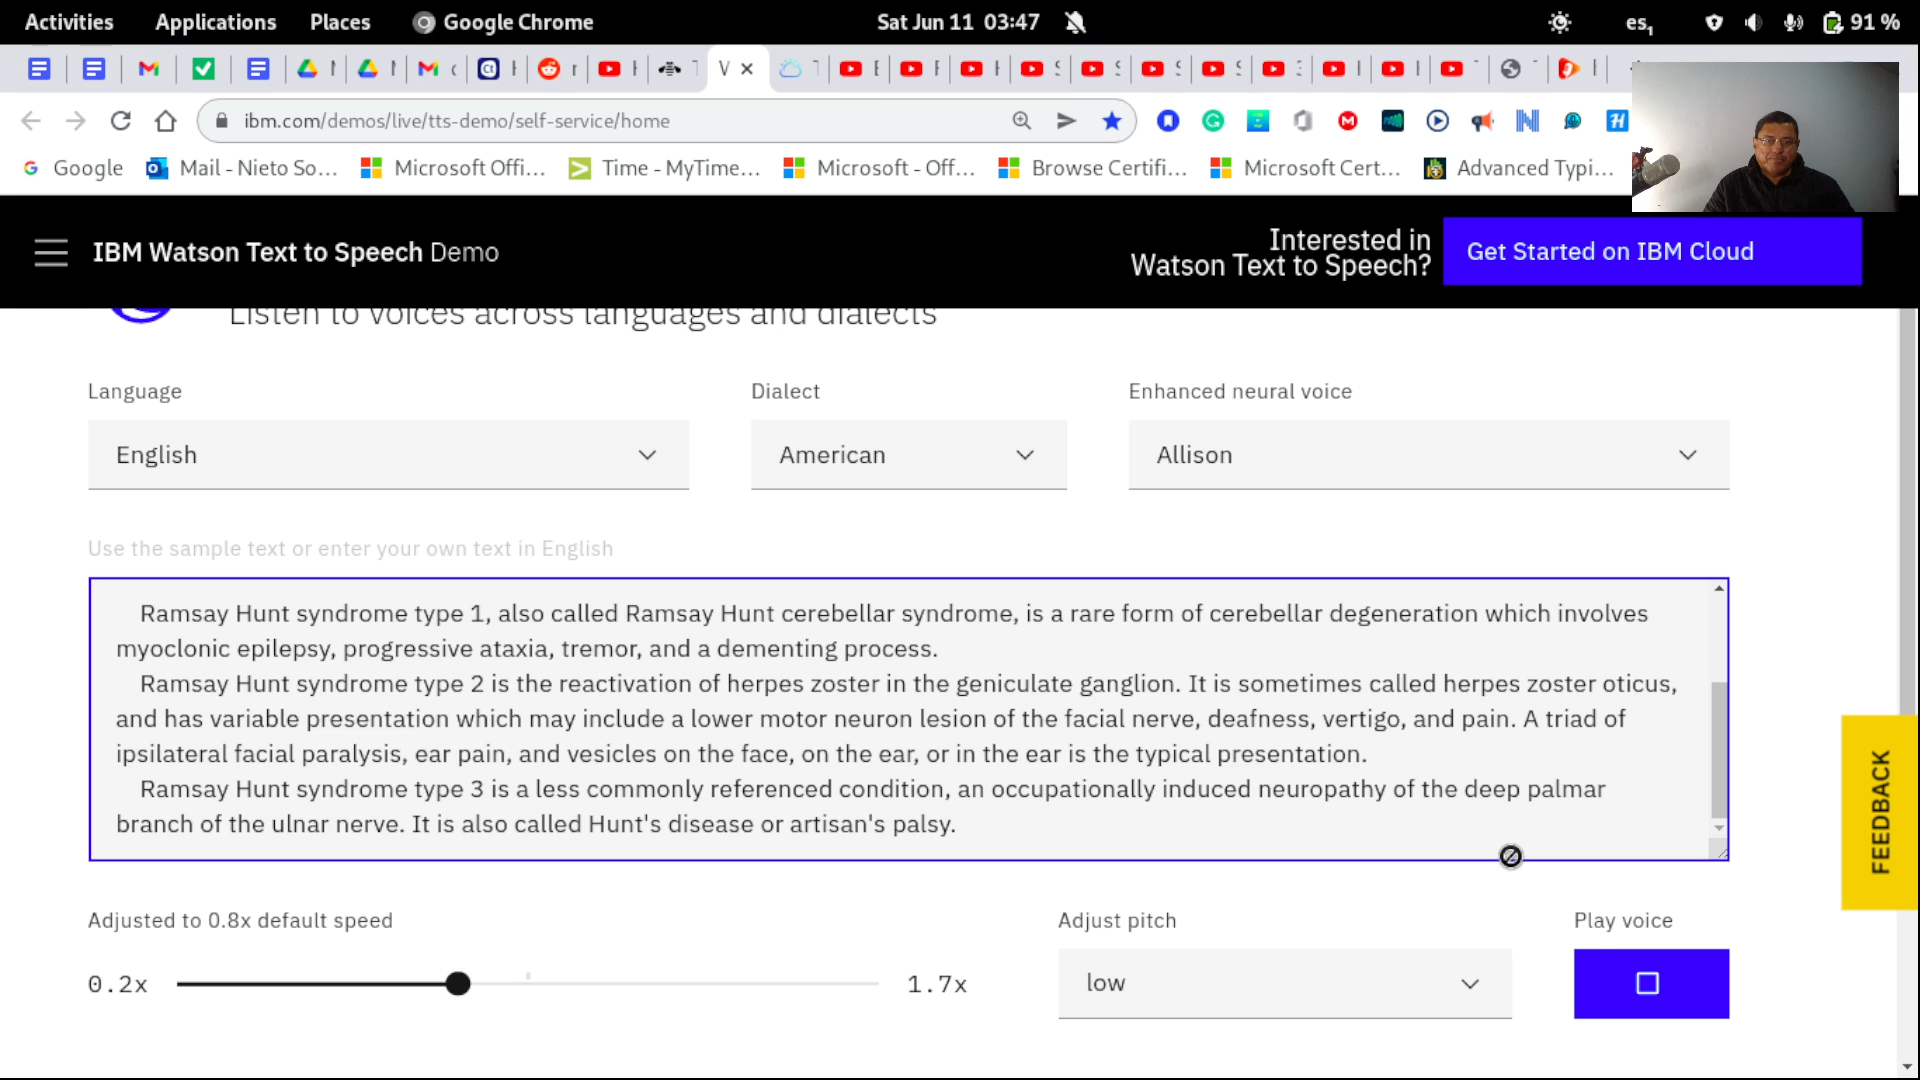 Activities Applications Places Google Chrome Sat Jun 11 03:47 es1 91 %
ibm.com/demos/live/tts-demo/self-service/home
Google Mail - Nieto So... Microsoft Offi... Time - MyTime... Microsoft - Off... Browse Certifi... Microsoft Cert... Advanced Typi...
IBM Watson Text to Speech Demo
Interested in
Watson Text to Speech?
Get Started on IBM Cloud
Listen to voices across languages and dialects
Language Dialect Enhanced neural voice
English American Allison
Use the sample text or enter your own text in English
Ramsay Hunt syndrome type 1, also called Ramsay Hunt cerebellar syndrome, is a rare form of cerebellar degeneration which involves
myoclonic epilepsy, progressive ataxia, tremor, and a dementing process.
Ramsay Hunt syndrome type 2 is the reactivation of herpes zoster in the geniculate ganglion. It is sometimes called herpes zoster oticus,
and has variable presentation which may include a lower motor neuron lesion of the facial nerve, deafness, vertigo, and pain. A triad of
ipsilateral facial paralysis, ear pain, and vesicles on the face, on the ear, or in the ear is the typical presentation.
Ramsay Hunt syndrome type 3 is a less commonly referenced condition, an occupationally induced neuropathy of the deep palmar
branch of the ulnar nerve. It is also called Hunt's disease or artisan's palsy.
FEEDBACK
Adjusted to 0.8x default speed Adjust pitch Play voice
0.2x 1.7x low